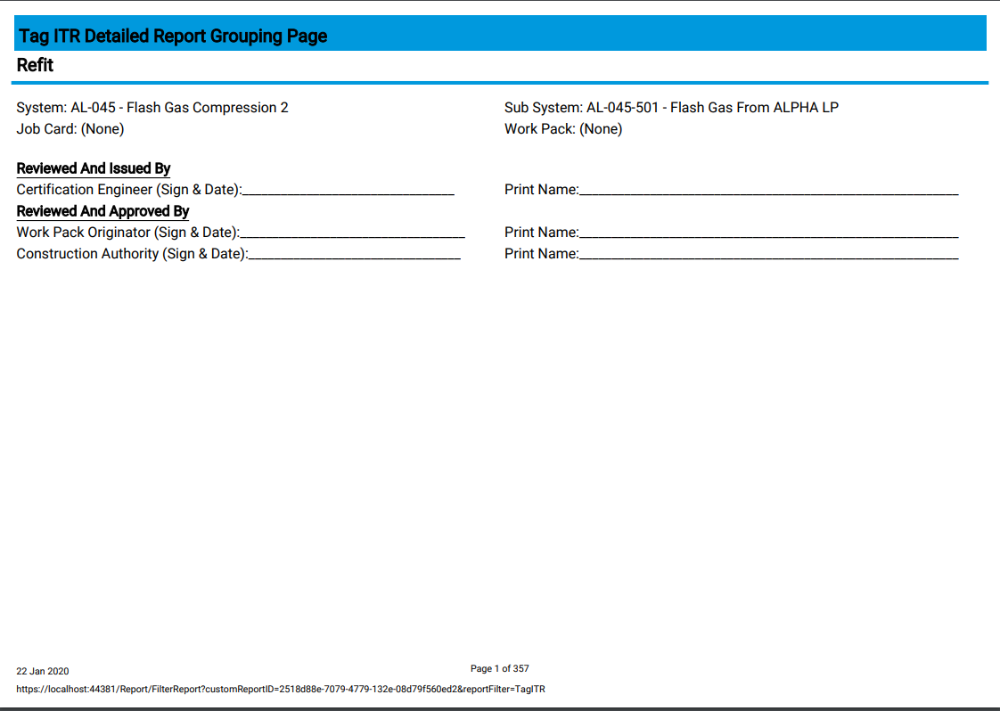 Tag ITR Detailed Report Grouping Page
Refit
System: AL-045 - Flash Gas Compression 2
Sub System: AL-045-501 - Flash Gas From ALPHA LP
Job Card: (None)
Work Pack: (None)
Reviewed And Issued By
Certification Engineer (Sign & Date):______________________________
Print Name:______________________________________________________
Reviewed And Approved By
Work Pack Originator (Sign & Date):________________________________
Print Name:______________________________________________________
Construction Authority (Sign & Date):______________________________
Print Name:______________________________________________________
22 Jan 2020
Page 1 of 357
https://localhost:44381/Report/FilterReport?customReportID=2518d88e-7079-4779-132e-08d79f560ed2&reportFilter=TagITR